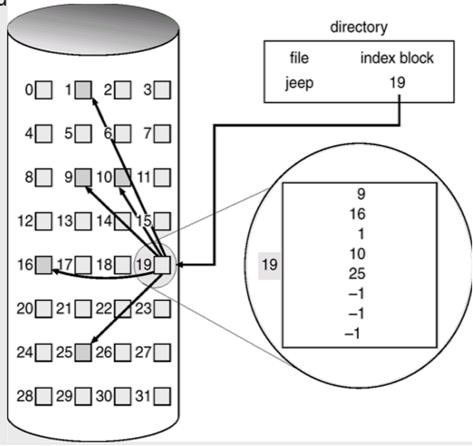 directory
file index block
jeep 19
0 1 2 3
4 5 6 7
8 9 10 11
12 13 14 15
16 17 18 19
20 21 22 23
24 25 26 27
28 29 30 31
19
9
16
1
10
25
–1
–1
–1